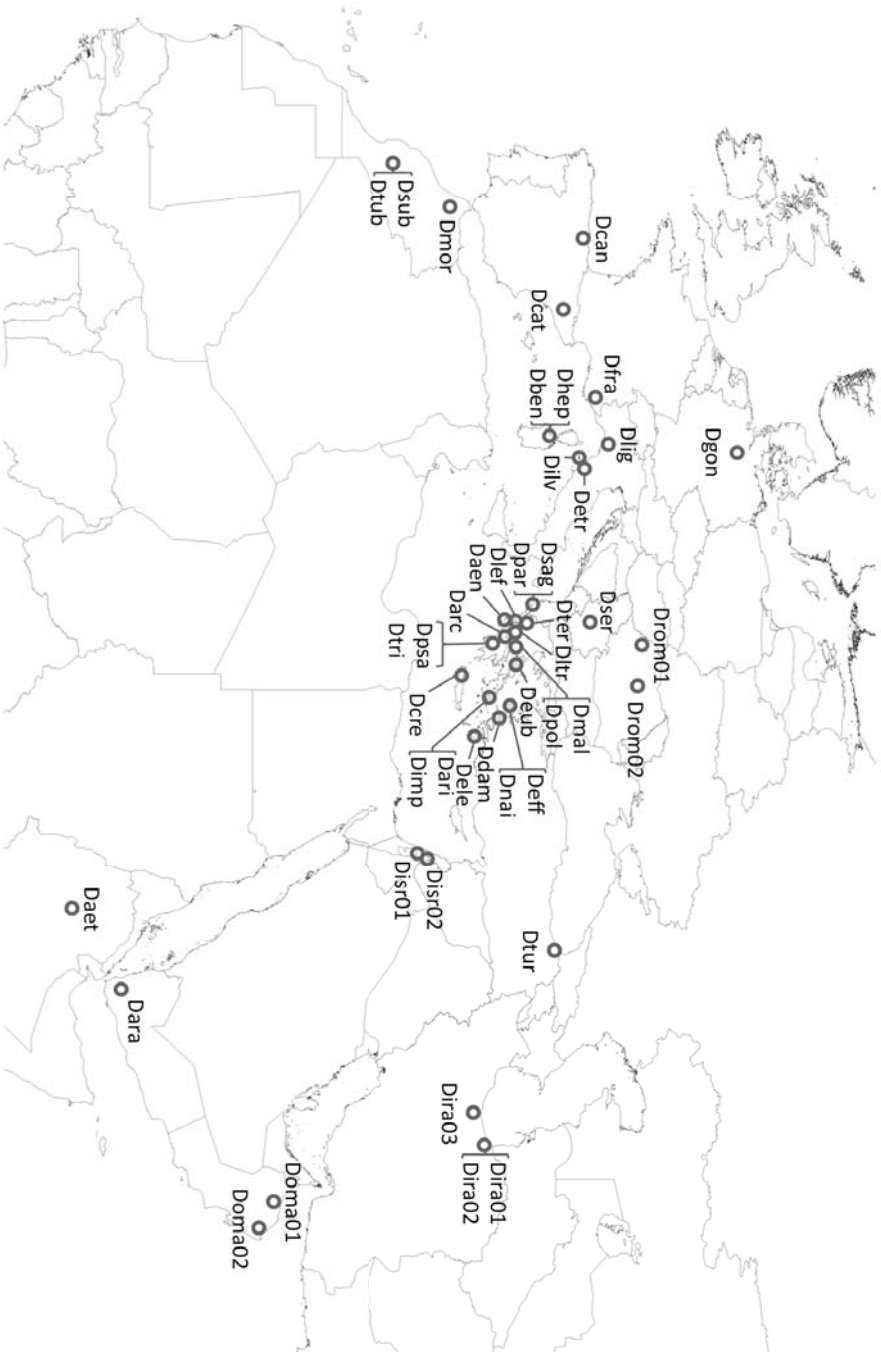 Dgon
Drom01
Drom02
Dlig
Dfra
Dser
Dcan
Detr
Dilv
Dtur
Dcat
Dhep
Dben
Dsag
Dpar
Dlef
Daen
Dter
Dltr
Dmal
Dpol
Deub
Deff
Dnai
Ddam
Dele
Dari
Dimp
Dcre
Darc
Dpsa
Dtri
Dira01
Dira02
Dira03
Dmor
Dsub
Dtub
Disr02
Disr01
Doma01
Doma02
Dara
Daet